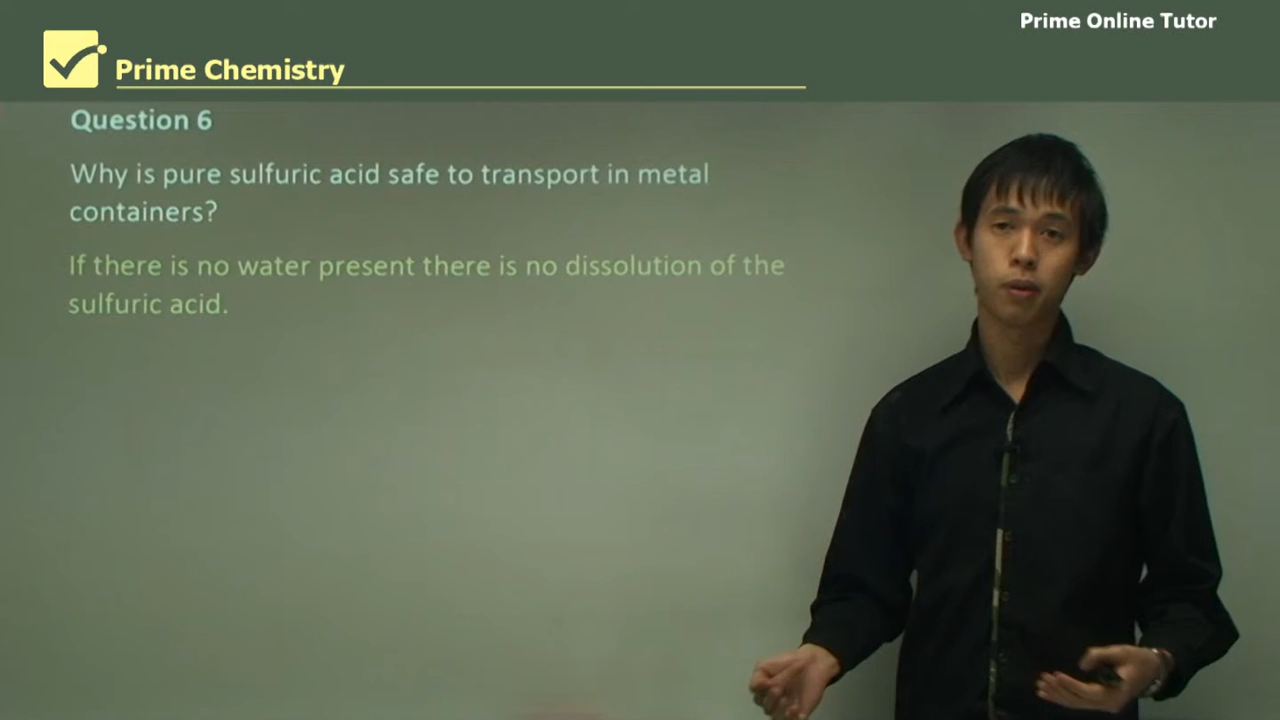 Prime Online Tutor
Prime Chemistry
Question 6
Why is pure sulfuric acid safe to transport in metal
containers?
If there is no water present there is no dissolution of the
sulfuric acid.